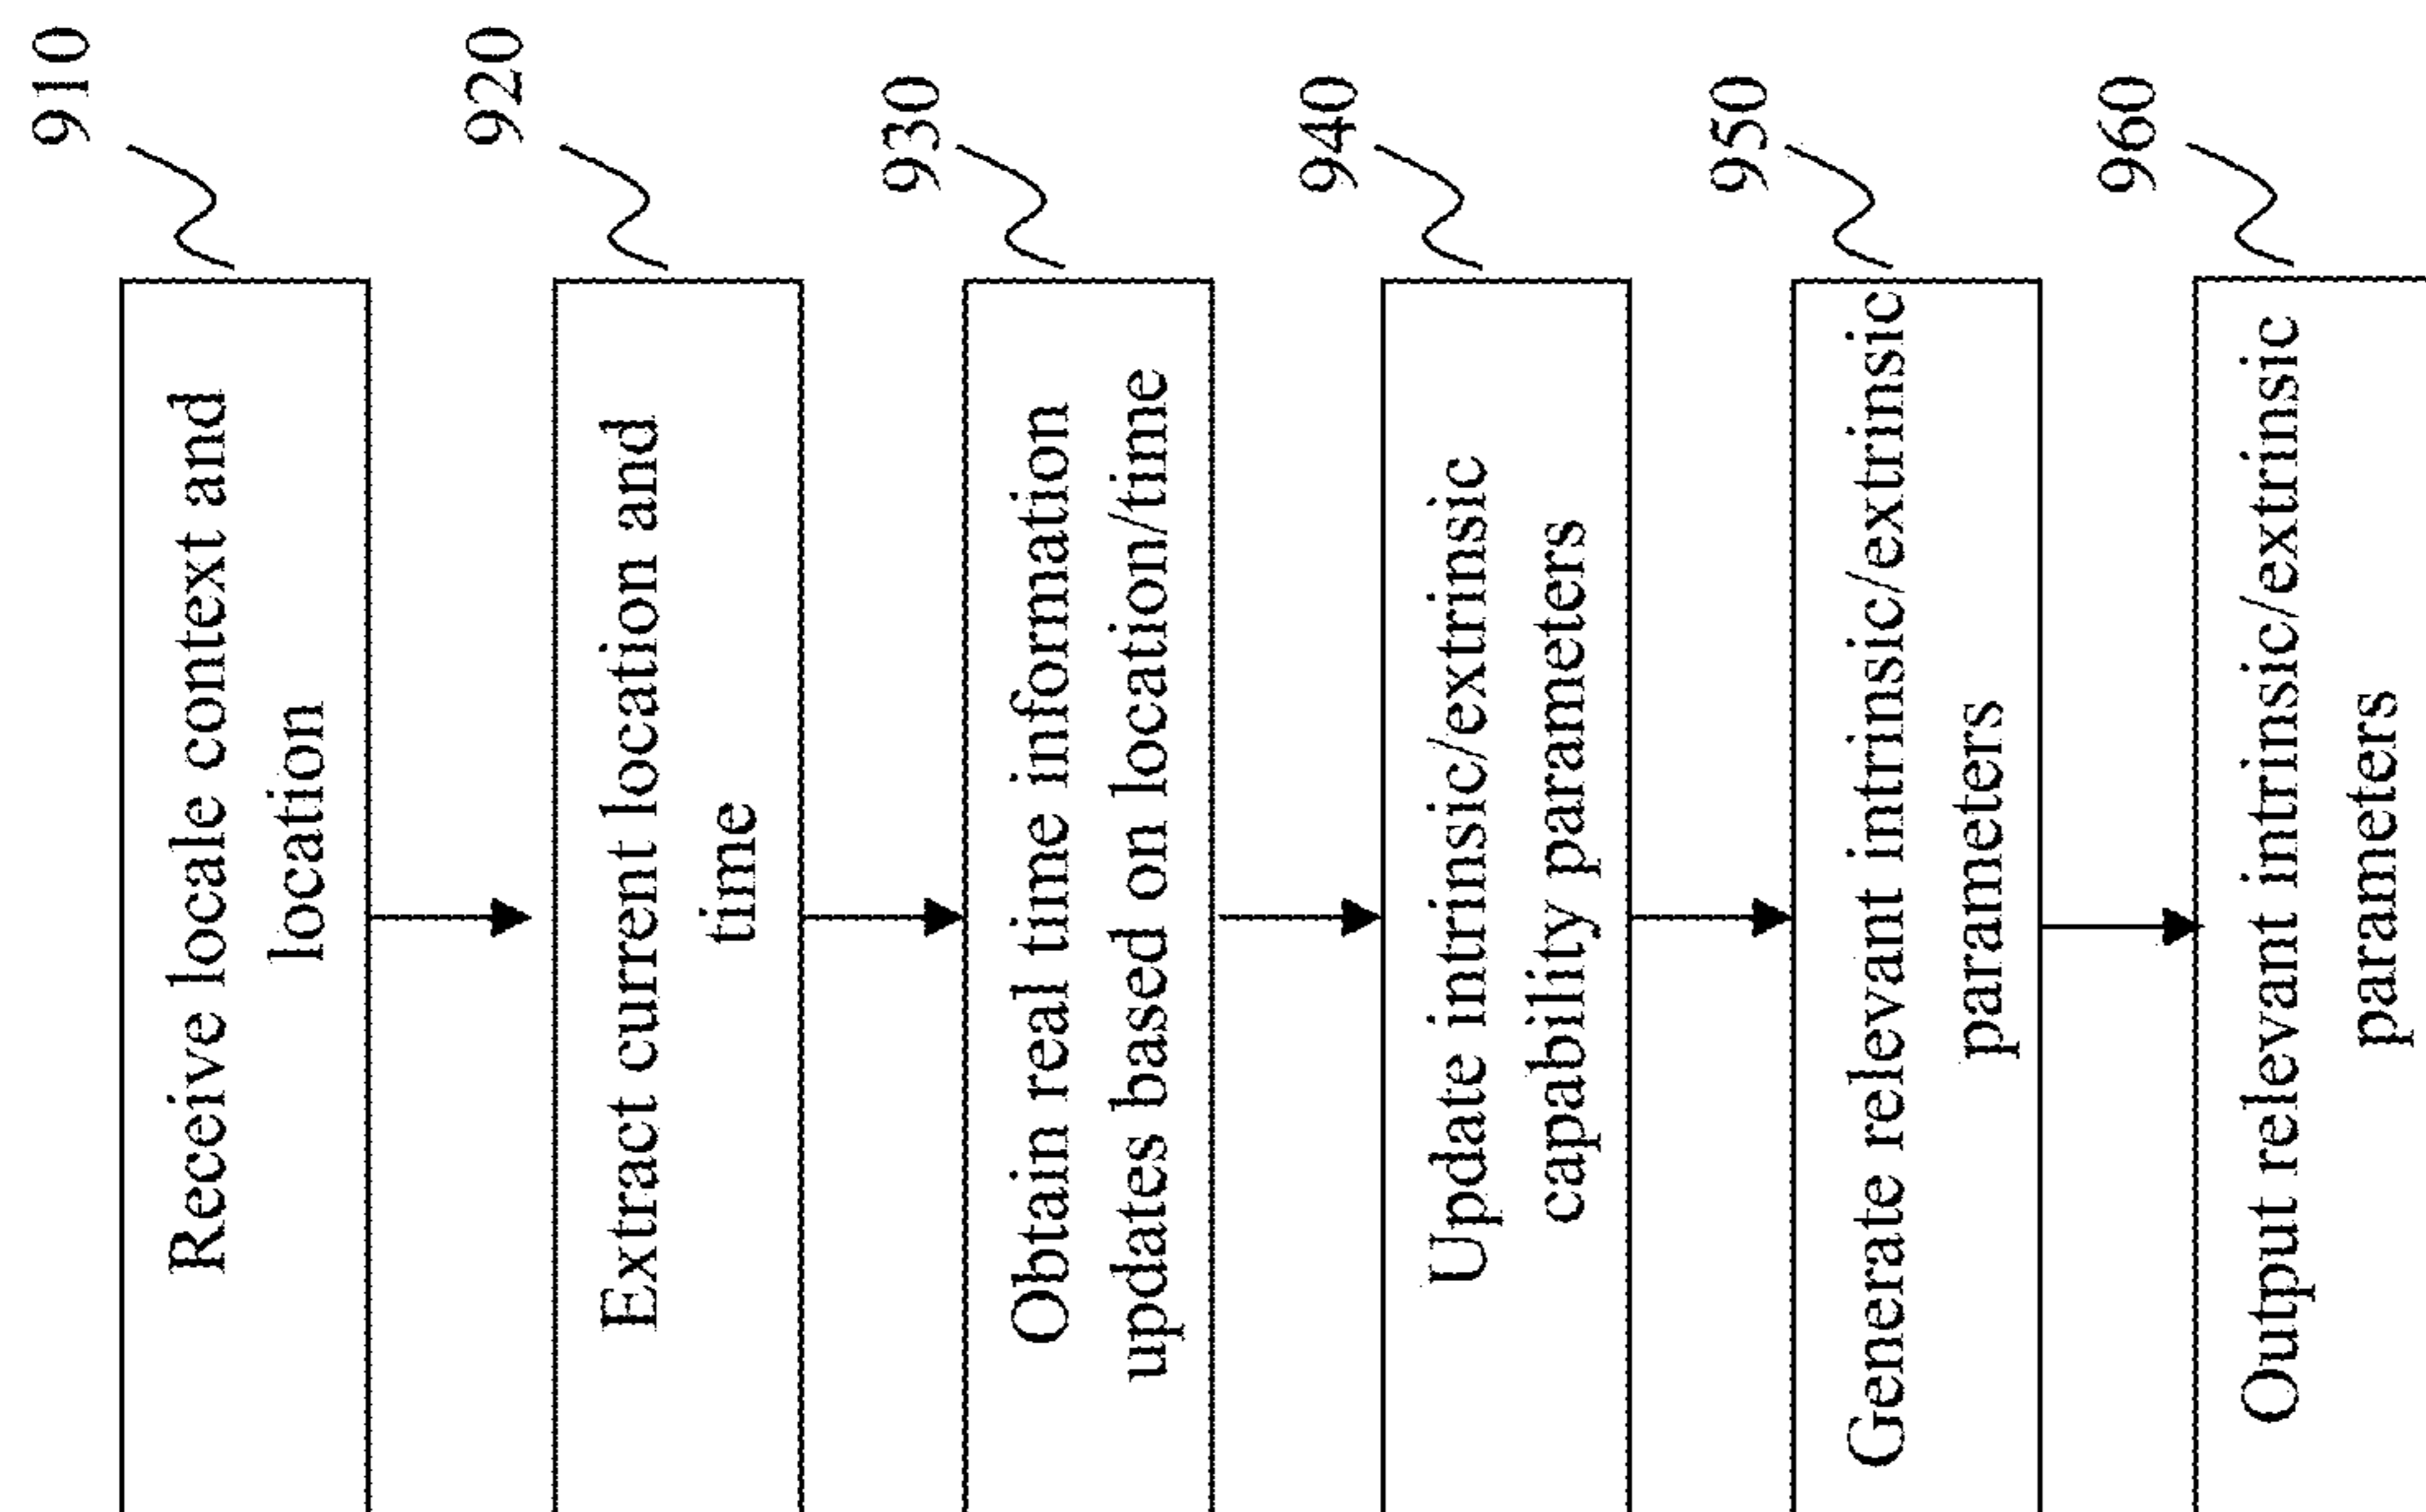 910
Receive locale context and
location
920
Extract current location and
time
930
Obtain real time information
updates based on location/time
940
Update intrinsic/extrinsic
capability parameters
950
Generate relevant intrinsic/extrinsic
parameters
960
Output relevant intrinsic/extrinsic
parameters